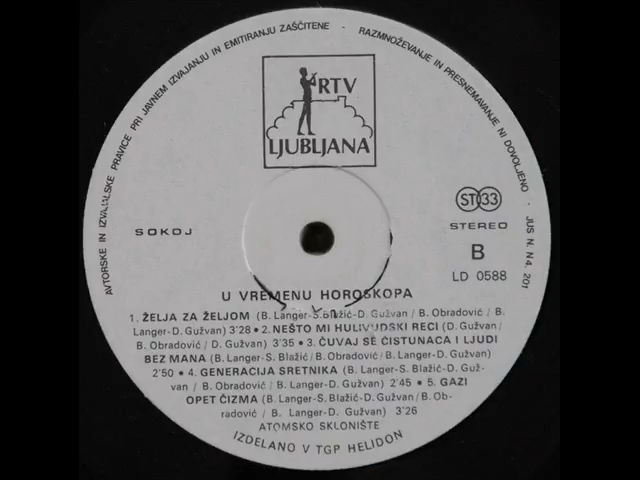 AVTORSKE IN IZVAJALSKE PRAVICE PRI JAVNEM IZVAJANJU IN EMITIRANJU ZAŠČITENE · RAZMNOŽEVANJE IN PRESNEMAVANJE NI DOVOLJENO · JUS N. N4. 201
RTV
LJUBLJANA
SOKOJ
ST 33
STEREO
B
LD 0588
U VREMENU HOROSKOPA
1. ŽELJA ZA ŽELJOM (B. Langer-S. Blažić-D. Gužvan / B. Obradović / B.
Langer-D. Gužvan) 3'28 • 2. NEŠTO MI HULIVUDSKI RECI (D. Gužvan /
B. Obradović / D. Gužvan) 3'35 • 3. ČUVAJ SE ČISTUNACA I LJUDI
BEZ MANA (B. Langer-S. Blažić / B. Obradović / B. Langer-D. Gužvan)
2'50 • 4. GENERACIJA SRETNIKA (B. Langer-S. Blažić-D. Guž-
van / B. Obradović / B. Langer-D. Gužvan) 2'45 • 5. GAZI
OPET ČIZMA (B. Langer-S. Blažić-D. Gužvan / B. Ob-
radović / B. Langer-D. Gužvan) 3'26
ATOMSKO SKLONIŠTE
IZDELANO V TGP HELIDON